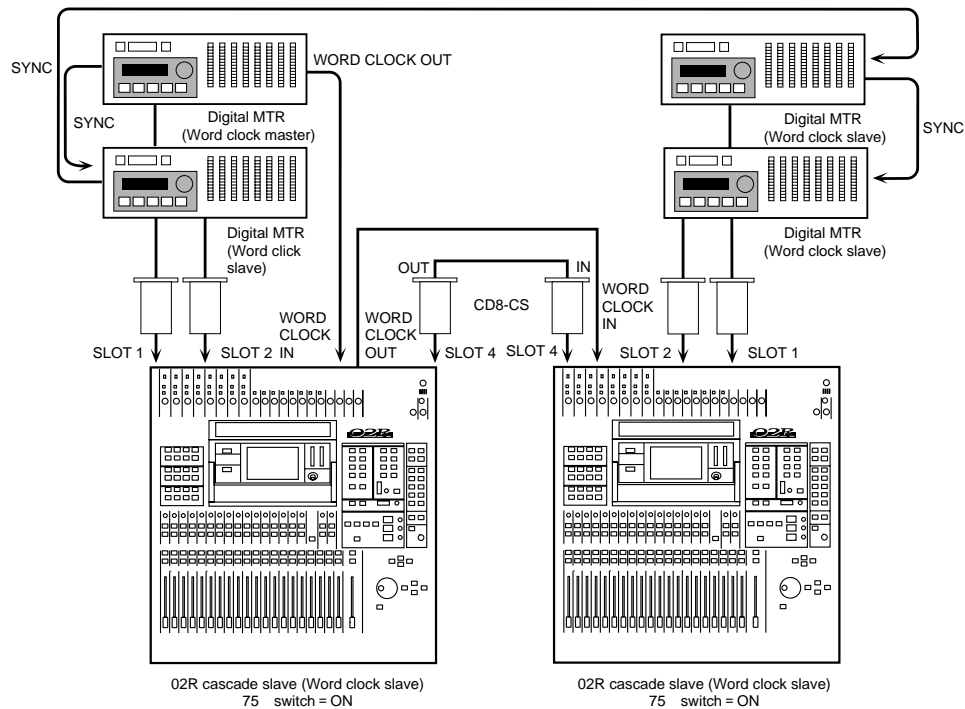 SYNC
WORD CLOCK OUT
SYNC
Digital MTR
(Word clock master)
Digital MTR
(Word clock slave)
SYNC
Digital MTR
(Word click
slave)
Digital MTR
(Word clock slave)
OUT
IN
CD8-CS
WORD
CLOCK
IN
WORD
CLOCK
OUT
WORD
CLOCK
IN
SLOT 1
SLOT 2
SLOT 4
SLOT 4
SLOT 2
SLOT 1
02R
02R
02R cascade slave (Word clock slave)
75 switch = ON
02R cascade slave (Word clock slave)
75 switch = ON